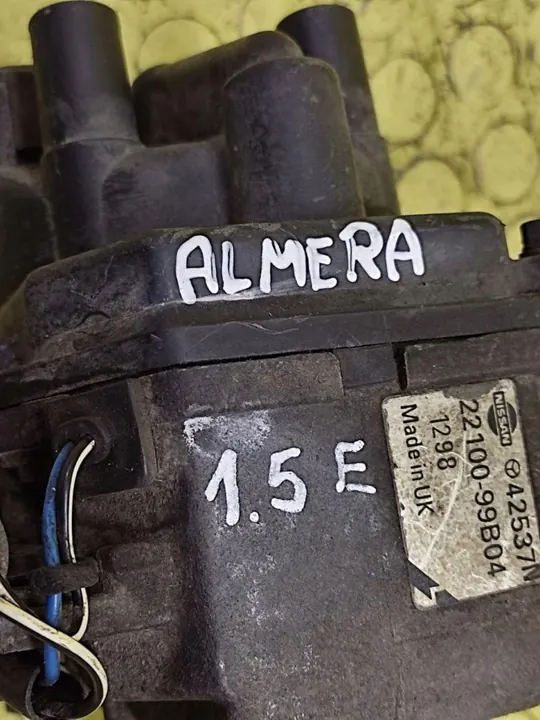 ALMERA
1.5 E
NISSAN 42537N
22100-99B04
1298
Made in UK